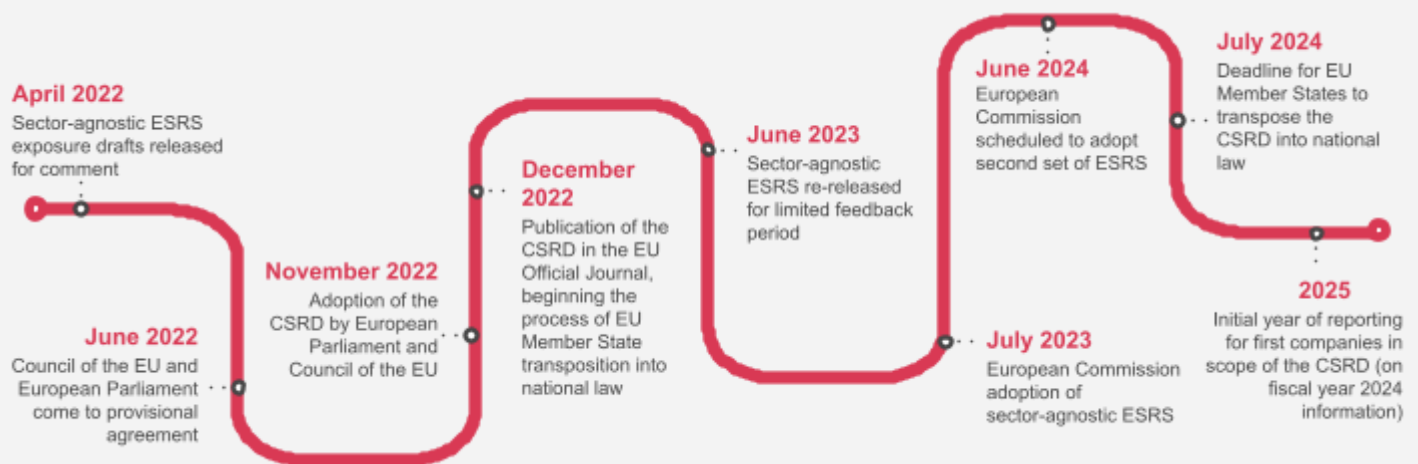 April 2022
Sector-agnostic ESRS
exposure drafts released
for comment
June 2022
Council of the EU and
European Parliament
come to provisional
agreement
November 2022
Adoption of the
CSRD by European
Parliament and
Council of the EU
December
2022
Publication of the
CSRD in the EU
Official Journal,
beginning the
process of EU
Member State
transposition into
national law
June 2023
Sector-agnostic
ESRS re-released
for limited feedback
period
July 2023
European Commission
adoption of
sector-agnostic ESRS
June 2024
European
Commission
scheduled to adopt
second set of ESRS
July 2024
Deadline for EU
Member States to
transpose the
CSRD into national
law
2025
Initial year of reporting
for first companies in
scope of the CSRD (on
fiscal year 2024
information)